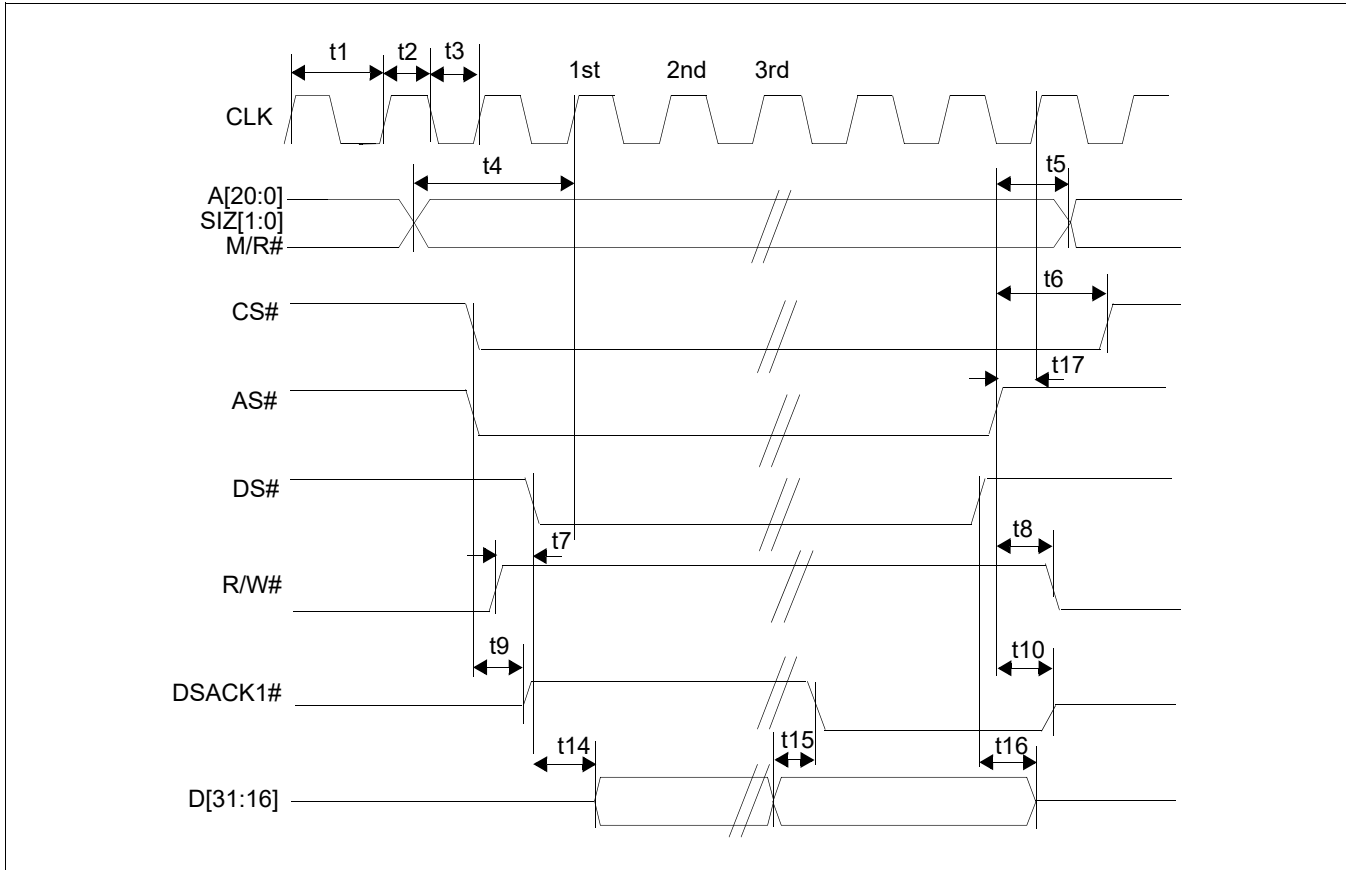 t1 t2 t3
1st 2nd 3rd
CLK
t4 t5
A[20:0]
SIZ[1:0]
M/R#
t6
CS#
t17
AS#
DS#
t7 t8
R/W#
t9 t10
DSACK1#
t14 t15 t16
D[31:16]